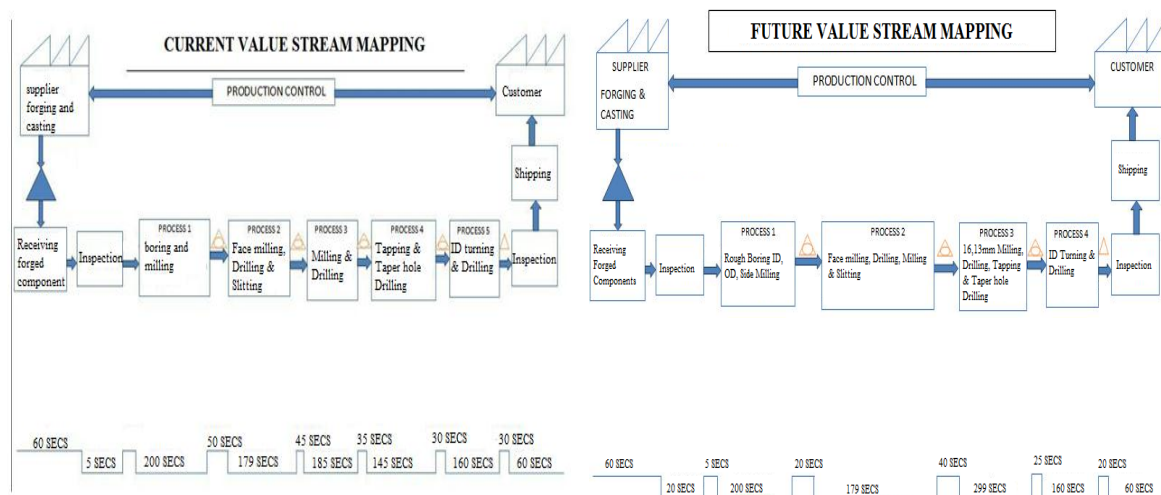 CURRENT VALUE STREAM MAPPING
supplier
forging and
casting
PRODUCTION CONTROL
Customer
Shipping
Receiving
forged
component
Inspection
PROCESS 1
boring and
milling
PROCESS 2
Face milling,
Drilling &
Slitting
PROCESS 3
Milling &
Drilling
PROCESS 4
Tapping &
Taper hole
Drilling
PROCESS 5
ID turning
& Drilling
Inspection
60 SECS
5 SECS
200 SECS
50 SECS
179 SECS
45 SECS
185 SECS
35 SECS
145 SECS
30 SECS
160 SECS
30 SECS
60 SECS
FUTURE VALUE STREAM MAPPING
SUPPLIER
FORGING &
CASTING
PRODUCTION CONTROL
CUSTOMER
Shipping
Receiving
Forged
Components
Inspection
PROCESS 1
Rough Boring ID,
OD, Side Milling
PROCESS 2
Face milling, Drilling, Milling
& Slitting
PROCESS 3
16,13mm Milling,
Drilling, Tapping
& Taper hole
Drilling
PROCESS 4
ID Turning &
Drilling
Inspection
60 SECS
20 SECS
5 SECS
200 SECS
20 SECS
179 SECS
40 SECS
299 SECS
25 SECS
160 SECS
20 SECS
60 SECS